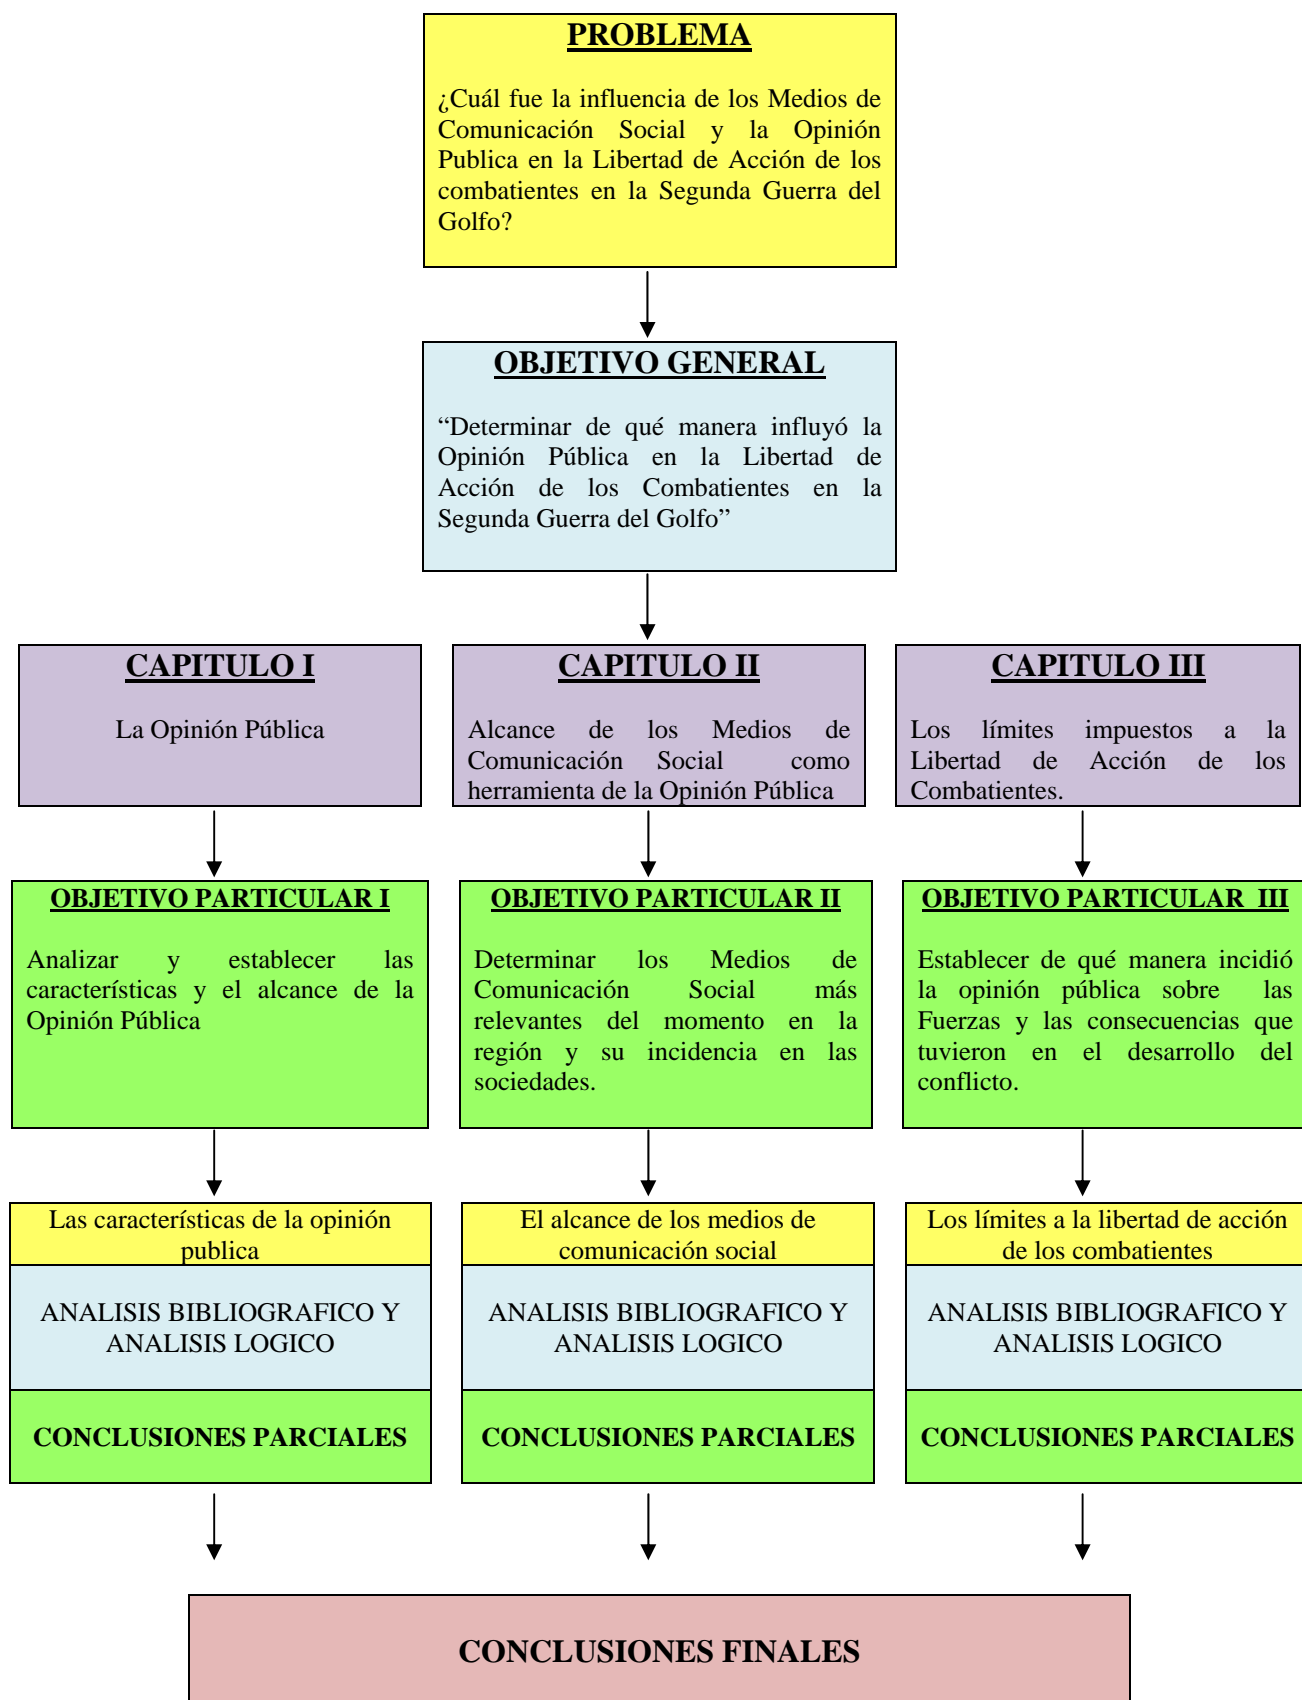 PROBLEMA
¿Cuál fue la influencia de los Medios de
Comunicación Social y la Opinión
Publica en la Libertad de Acción de los
combatientes en la Segunda Guerra del
Golfo?
OBJETIVO GENERAL
“Determinar de qué manera influyó la
Opinión Pública en la Libertad de
Acción de los Combatientes en la
Segunda Guerra del Golfo”
CAPITULO I
La Opinión Pública
CAPITULO II
Alcance de los Medios de
Comunicación Social como
herramienta de la Opinión Pública
CAPITULO III
Los límites impuestos a la
Libertad de Acción de los
Combatientes.
OBJETIVO PARTICULAR I
Analizar y establecer las
características y el alcance de la
Opinión Pública
OBJETIVO PARTICULAR II
Determinar los Medios de
Comunicación Social más
relevantes del momento en la
región y su incidencia en las
sociedades.
OBJETIVO PARTICULAR III
Establecer de qué manera incidió
la opinión pública sobre las
Fuerzas y las consecuencias que
tuvieron en el desarrollo del
conflicto.
Las características de la opinión
publica
ANALISIS BIBLIOGRAFICO Y
ANALISIS LOGICO
CONCLUSIONES PARCIALES
El alcance de los medios de
comunicación social
ANALISIS BIBLIOGRAFICO Y
ANALISIS LOGICO
CONCLUSIONES PARCIALES
Los límites a la libertad de acción
de los combatientes
ANALISIS BIBLIOGRAFICO Y
ANALISIS LOGICO
CONCLUSIONES PARCIALES
CONCLUSIONES FINALES